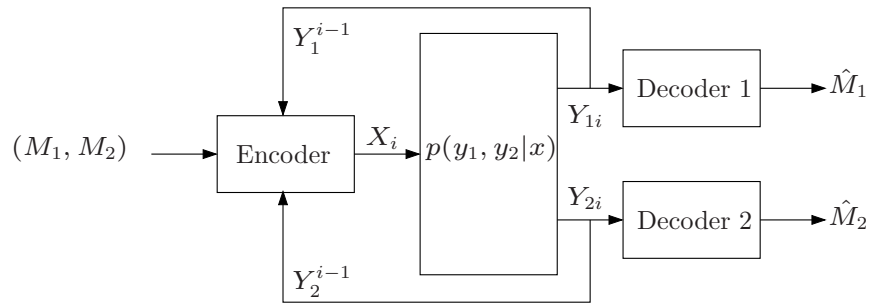 Y_1^{i-1}
Decoder 1
\hat{M}_1
Y_{1i}
(M_1, M_2)
Encoder
X_i
p(y_1, y_2|x)
Y_{2i}
Decoder 2
\hat{M}_2
Y_2^{i-1}